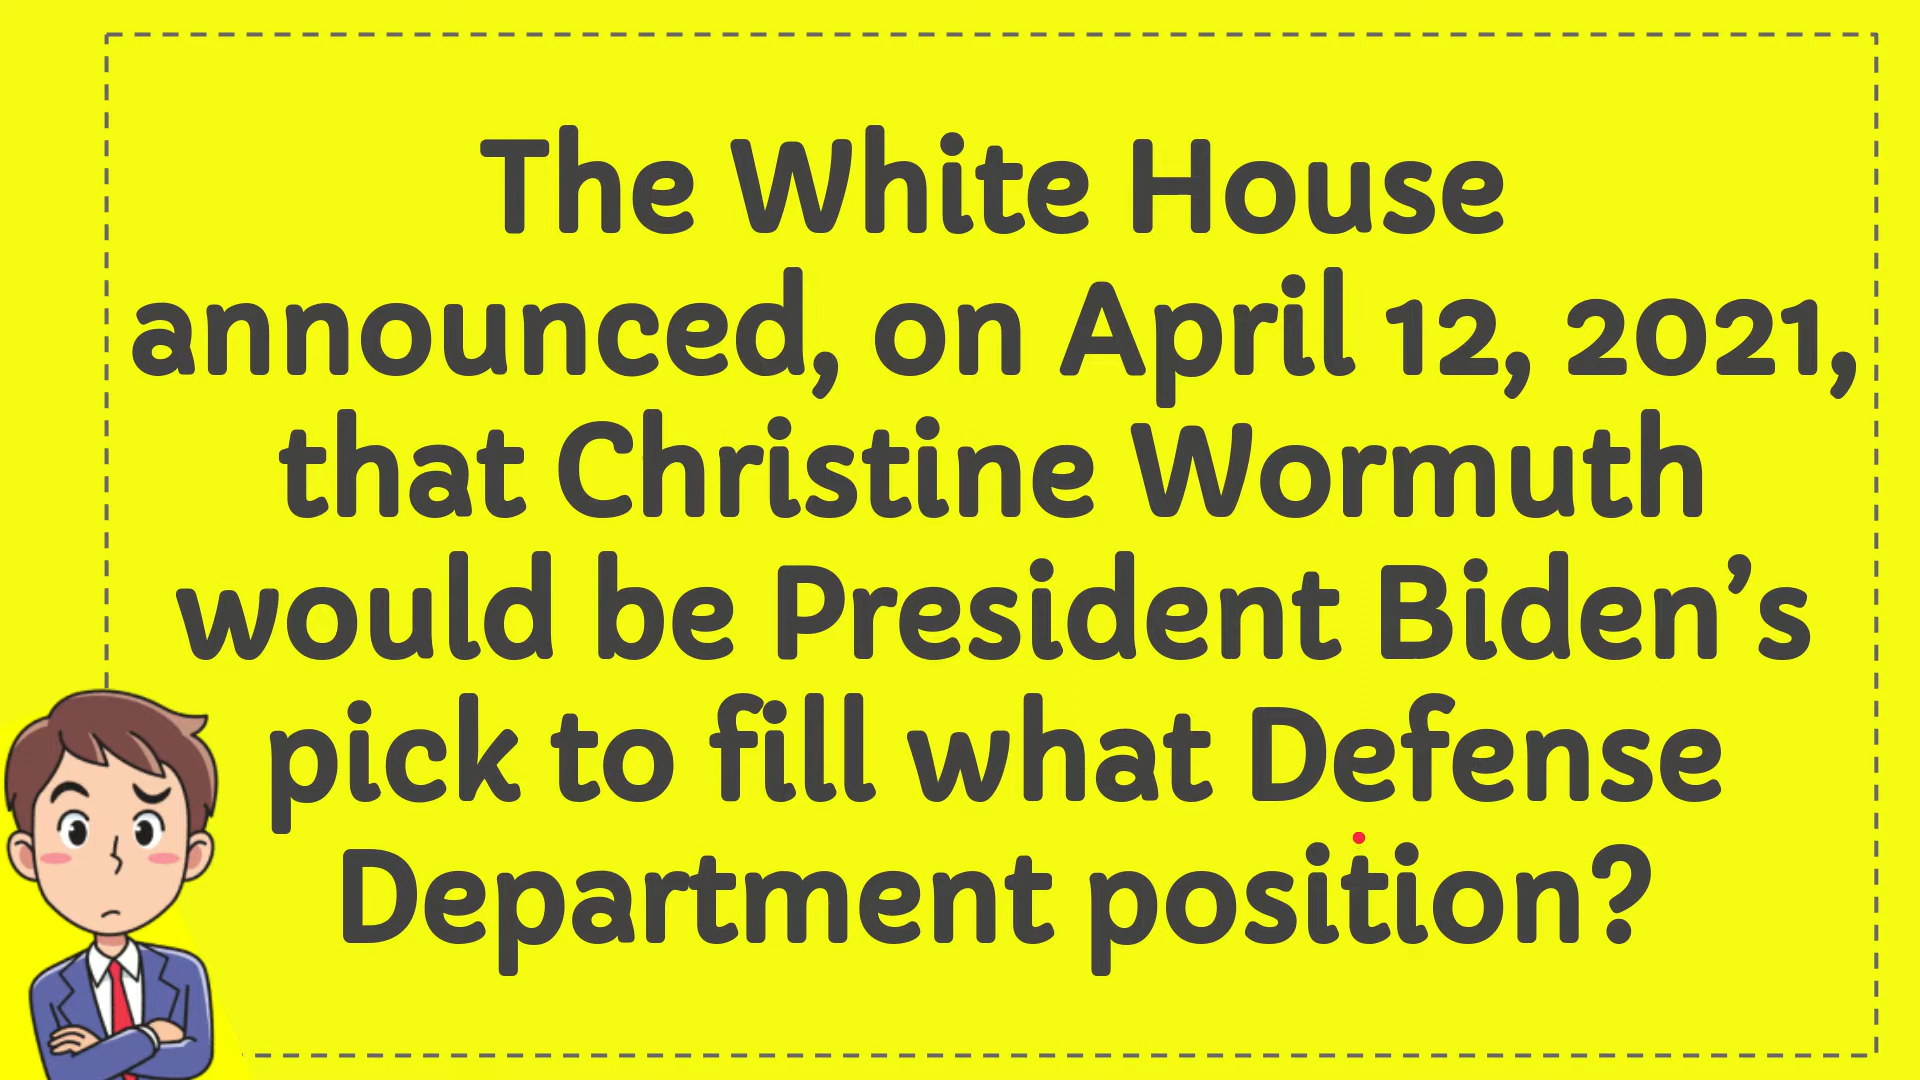 The White House
announced, on April 12, 2021,
that Christine Wormuth
would be President Biden’s
pick to fill what Defense
Department position?